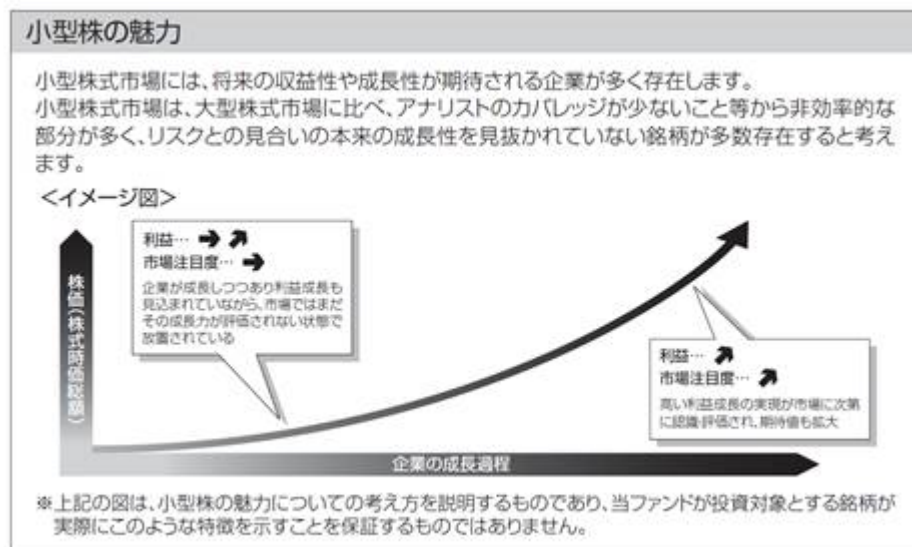 小型株の魅力
小型株式市場には、将来の収益性や成長性が期待される企業が多く存在します。
小型株式市場は、大型株式市場に比べ、アナリストのカバレッジが少ないこと等から非効率的な
部分が多く、リスクとの見合いの本来の成長性を見抜かれていない銘柄が多数存在すると考え
ます。
＜イメージ図＞
株価(株式時価総額)
利益… ➡ ⬈
市場注目度… ➡
企業が成長しつつあり利益成長も
見込まれていながら、市場ではまだ
その成長力が評価されない状態で
放置されている
利益… ⬈
市場注目度… ⬈
高い利益成長の実現が市場に次第
に認識・評価され、期待値も拡大
企業の成長過程
※上記の図は、小型株の魅力についての考え方を説明するものであり、当ファンドが投資対象とする銘柄が
実際にこのような特徴を示すことを保証するものではありません。